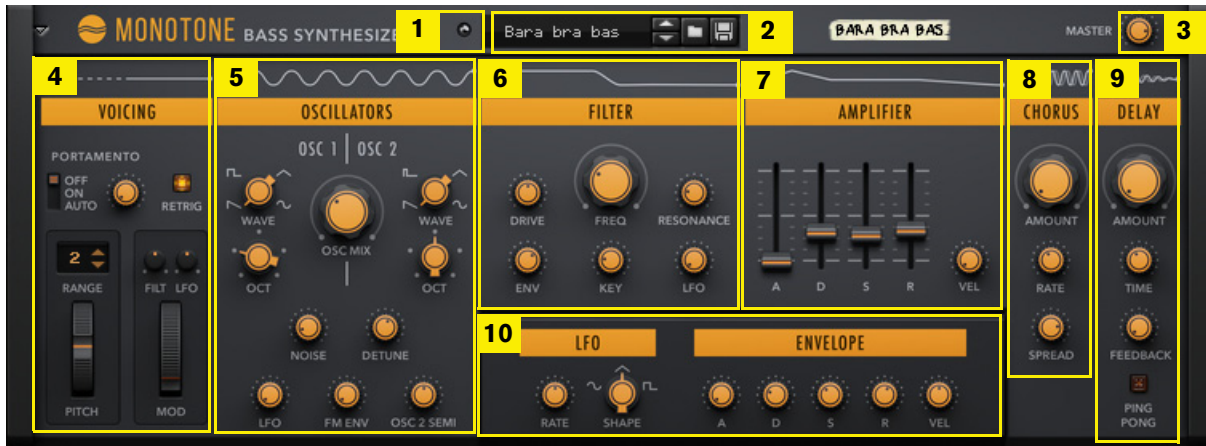 MONOTONE BASS SYNTHESIZE
1
Bara bra bas
2
BARA BRA BAS
MASTER
3
4
VOICING
PORTAMENTO
OFF
ON
AUTO
RETRIG
2
RANGE
FILT LFO
PITCH
MOD
5
OSCILLATORS
OSC 1 OSC 2
WAVE
WAVE
OSC MIX
OCT
OCT
NOISE
DETUNE
LFO
FM ENV
OSC 2 SEMI
6
FILTER
DRIVE
FREQ
RESONANCE
ENV
KEY
LFO
7
AMPLIFIER
A D S R
VEL
8
CHORUS
AMOUNT
RATE
SPREAD
9
DELAY
AMOUNT
TIME
FEEDBACK
PING
PONG
10
LFO
RATE
SHAPE
ENVELOPE
A D S R VEL